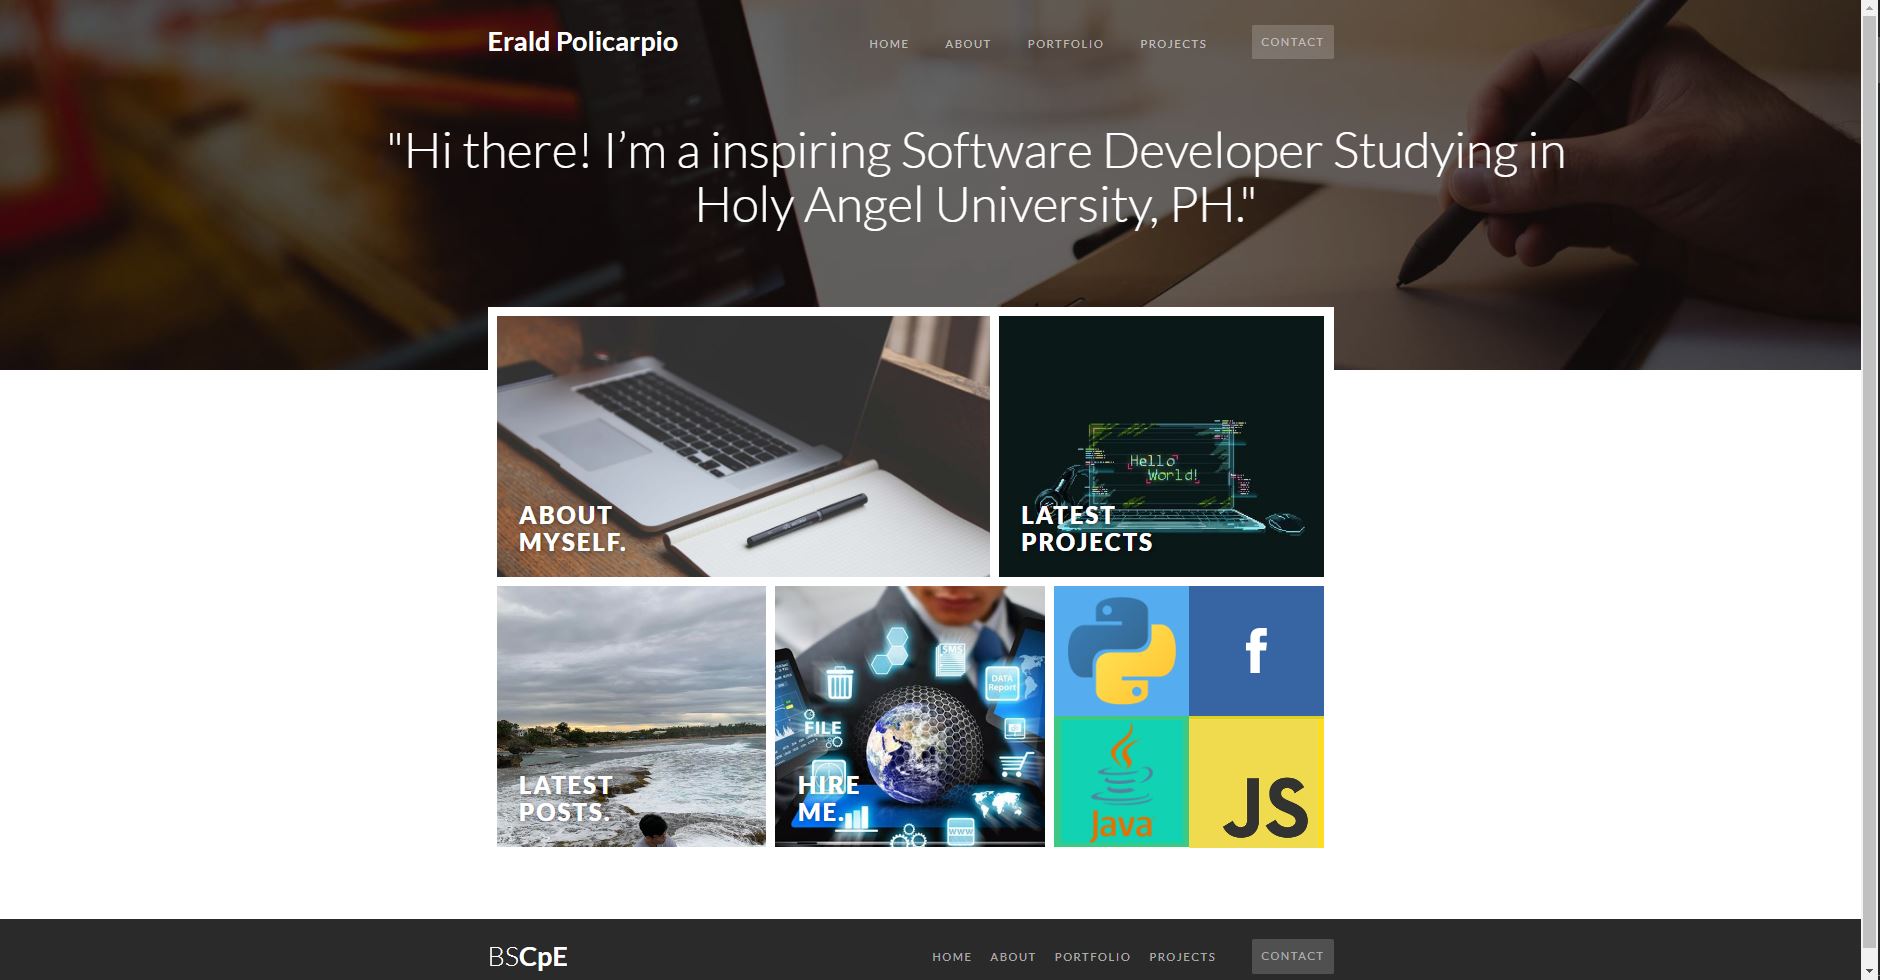 Erald Policarpio
HOME ABOUT PORTFOLIO PROJECTS CONTACT
"Hi there! I’m a inspiring Software Developer Studying in
Holy Angel University, PH."
ABOUT
MYSELF.
Hello
World!
LATEST
PROJECTS
LATEST
POSTS.
SMS
DATA
Report
FILE
HIRE
ME.
WWW
f
Java
JS
BSCpE
HOME ABOUT PORTFOLIO PROJECTS CONTACT